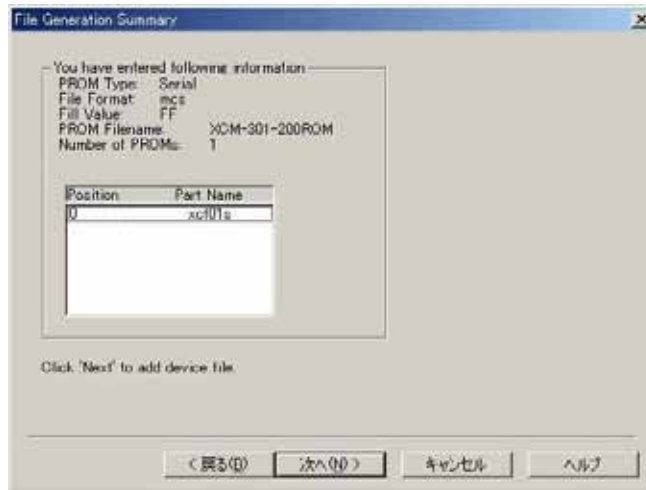 File Generation Summary
You have entered following information
PROM Type: Serial
File Format: mcs
Fill Value: FF
PROM Filename: XCM-301-200ROM
Number of PROMs: 1
Position Part Name
0 xcf01s
Click "Next" to add device file.
< 戻る(B) 次へ(N) > キャンセル ヘルプ